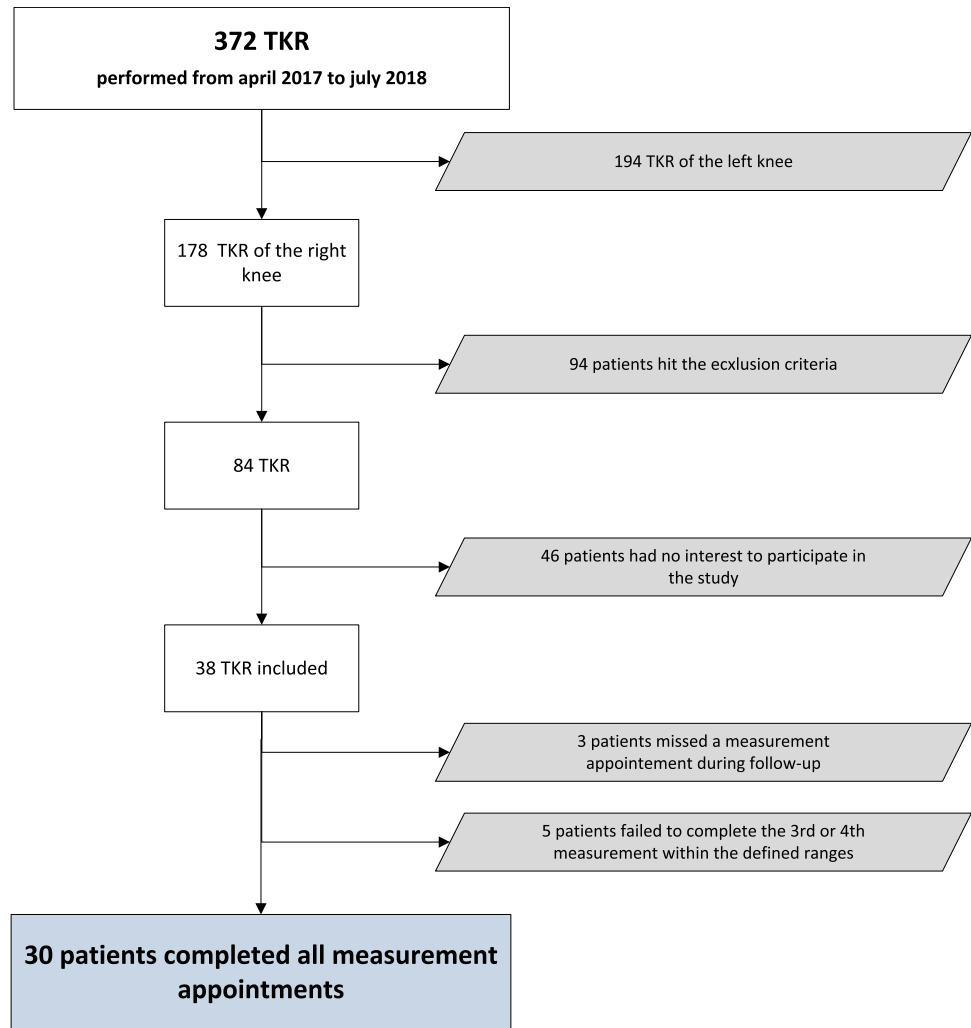 372 TKR
performed from april 2017 to july 2018
194 TKR of the left knee
178 TKR of the right
knee
94 patients hit the ecxlusion criteria
84 TKR
46 patients had no interest to participate in
the study
38 TKR included
3 patients missed a measurement
appointement during follow-up
5 patients failed to complete the 3rd or 4th
measurement within the defined ranges
30 patients completed all measurement
appointments